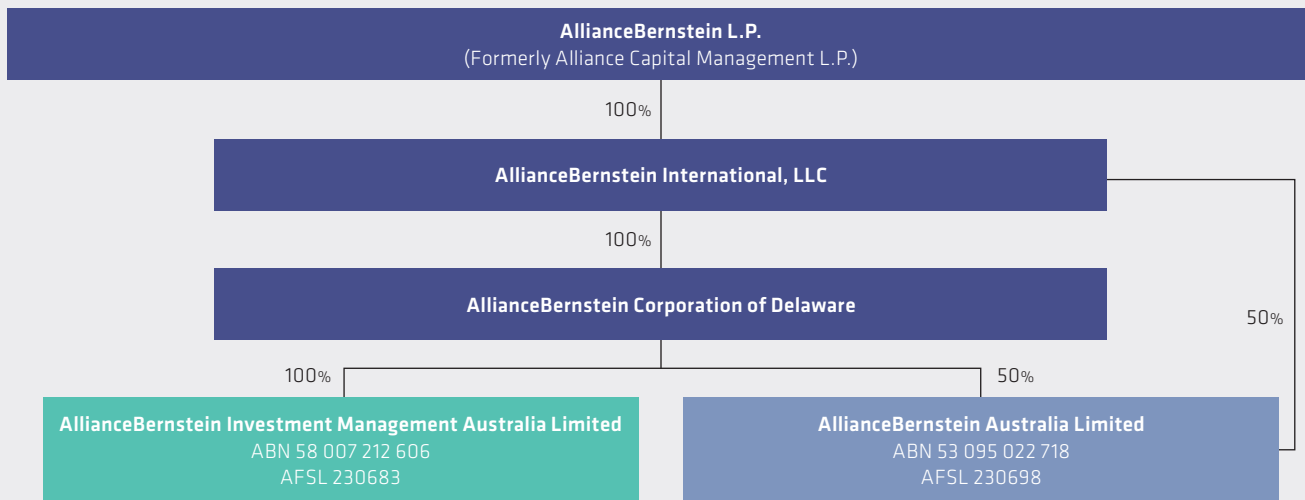 AllianceBernstein L.P.
(Formerly Alliance Capital Management L.P.)
100%
AllianceBernstein International, LLC
100%
AllianceBernstein Corporation of Delaware
50%
100%
50%
AllianceBernstein Investment Management Australia Limited
ABN 58 007 212 606
AFSL 230683
AllianceBernstein Australia Limited
ABN 53 095 022 718
AFSL 230698